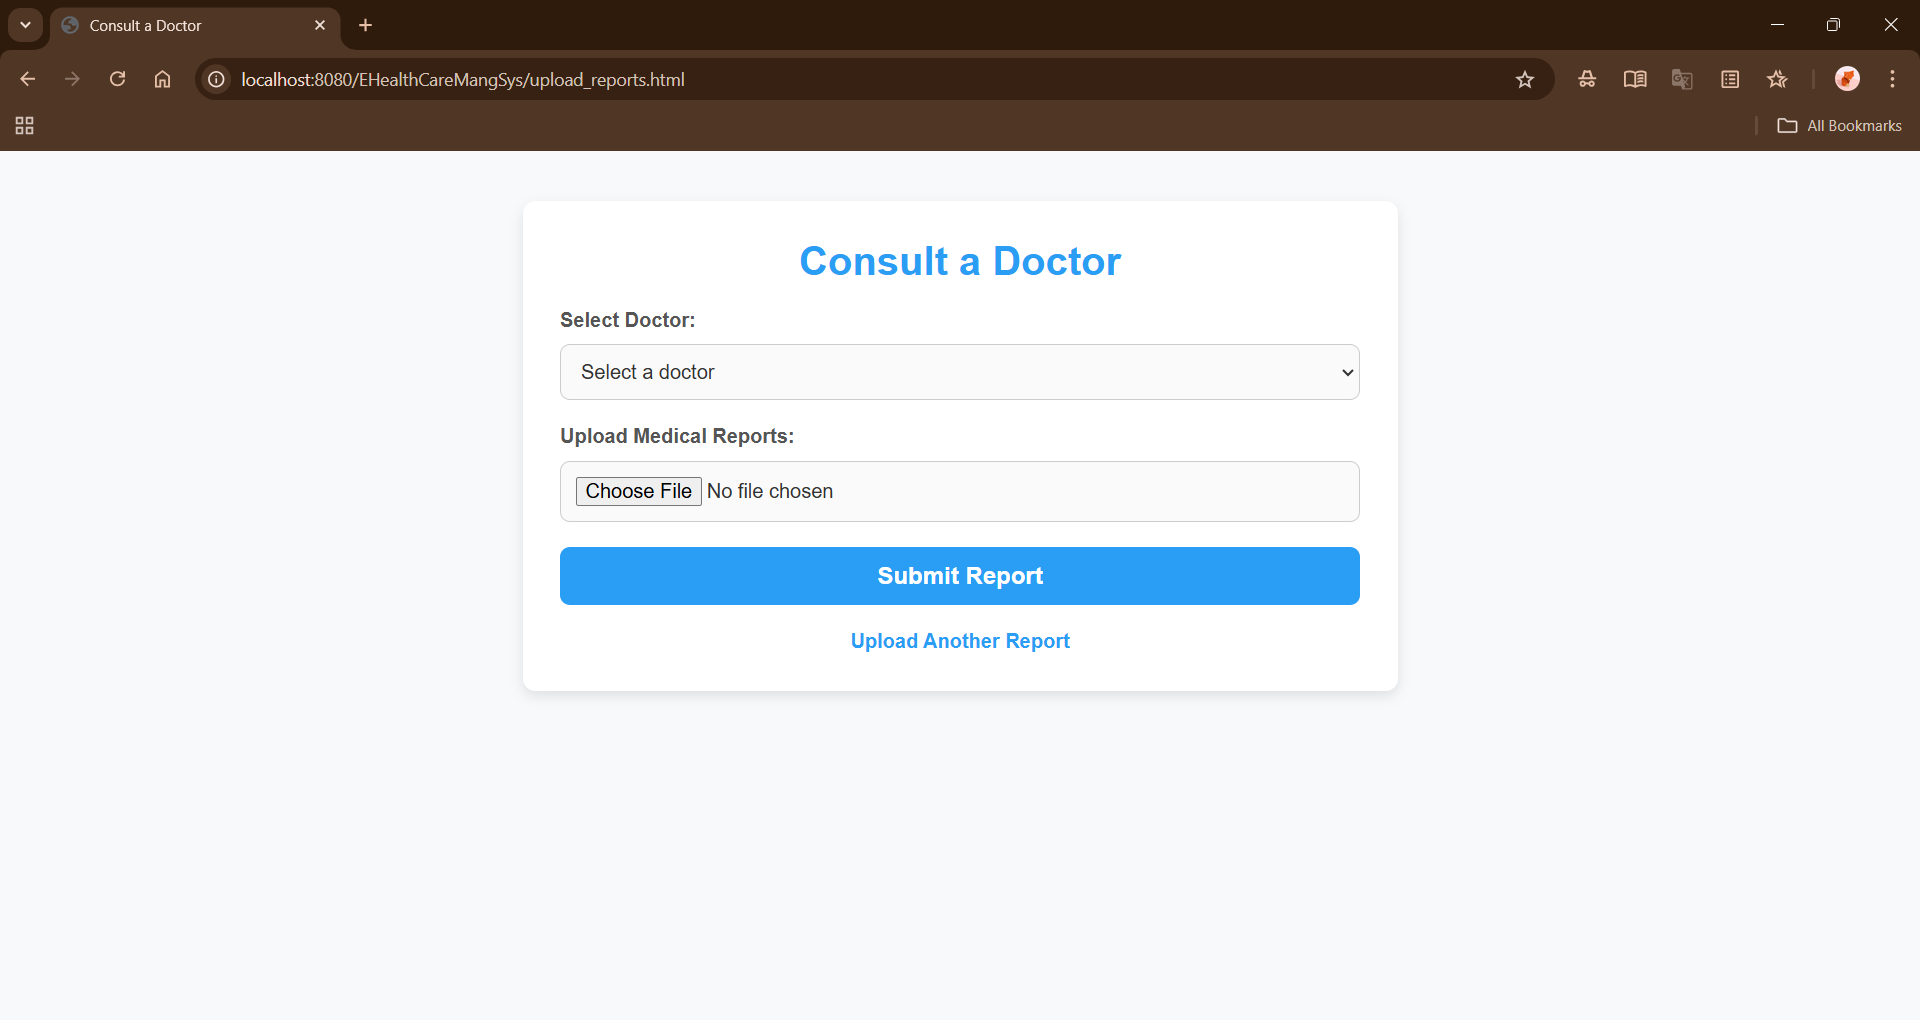 Consult a Doctor
localhost:8080/EHealthCareMangSys/upload_reports.html
All Bookmarks
Consult a Doctor
Select Doctor:
Select a doctor
Upload Medical Reports:
Choose File No file chosen
Submit Report
Upload Another Report